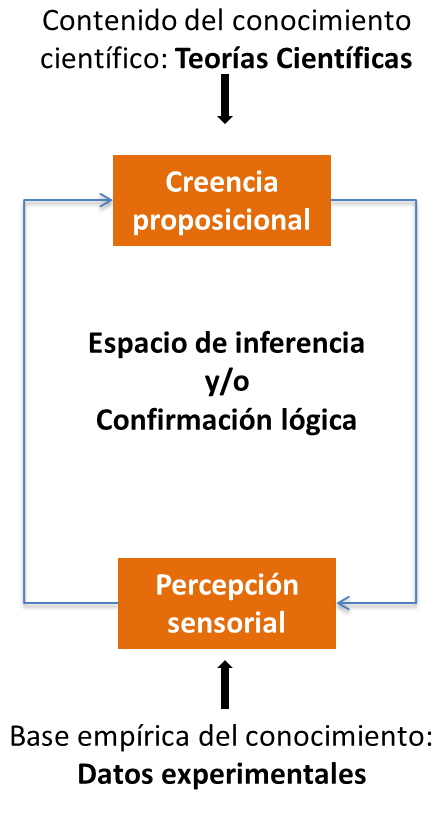 Contenido del conocimiento
científico: Teorías Científicas
Creencia
proposicional
Espacio de inferencia
y/o
Confirmación lógica
Percepción
sensorial
Base empírica del conocimiento:
Datos experimentales